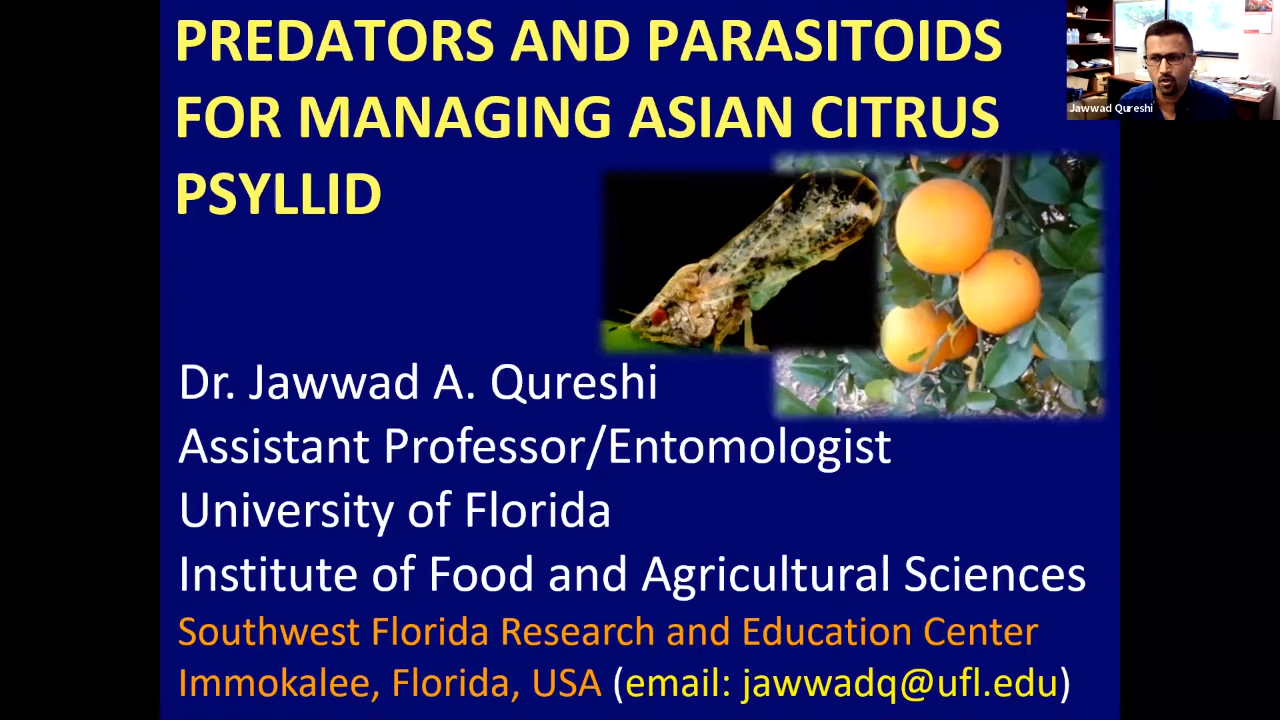 PREDATORS AND PARASITOIDS
FOR MANAGING ASIAN CITRUS
PSYLLID
Jawwad Qureshi
Dr. Jawwad A. Qureshi
Assistant Professor/Entomologist
University of Florida
Institute of Food and Agricultural Sciences
Southwest Florida Research and Education Center
Immokalee, Florida, USA (email: jawwadq@ufl.edu)